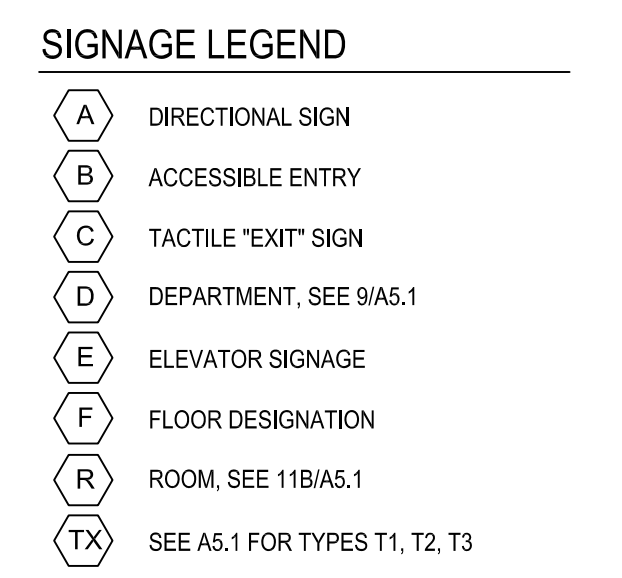 SIGNAGE LEGEND
A DIRECTIONAL SIGN
B ACCESSIBLE ENTRY
C TACTILE "EXIT" SIGN
D DEPARTMENT, SEE 9/A5.1
E ELEVATOR SIGNAGE
F FLOOR DESIGNATION
R ROOM, SEE 11B/A5.1
TX SEE A5.1 FOR TYPES T1, T2, T3